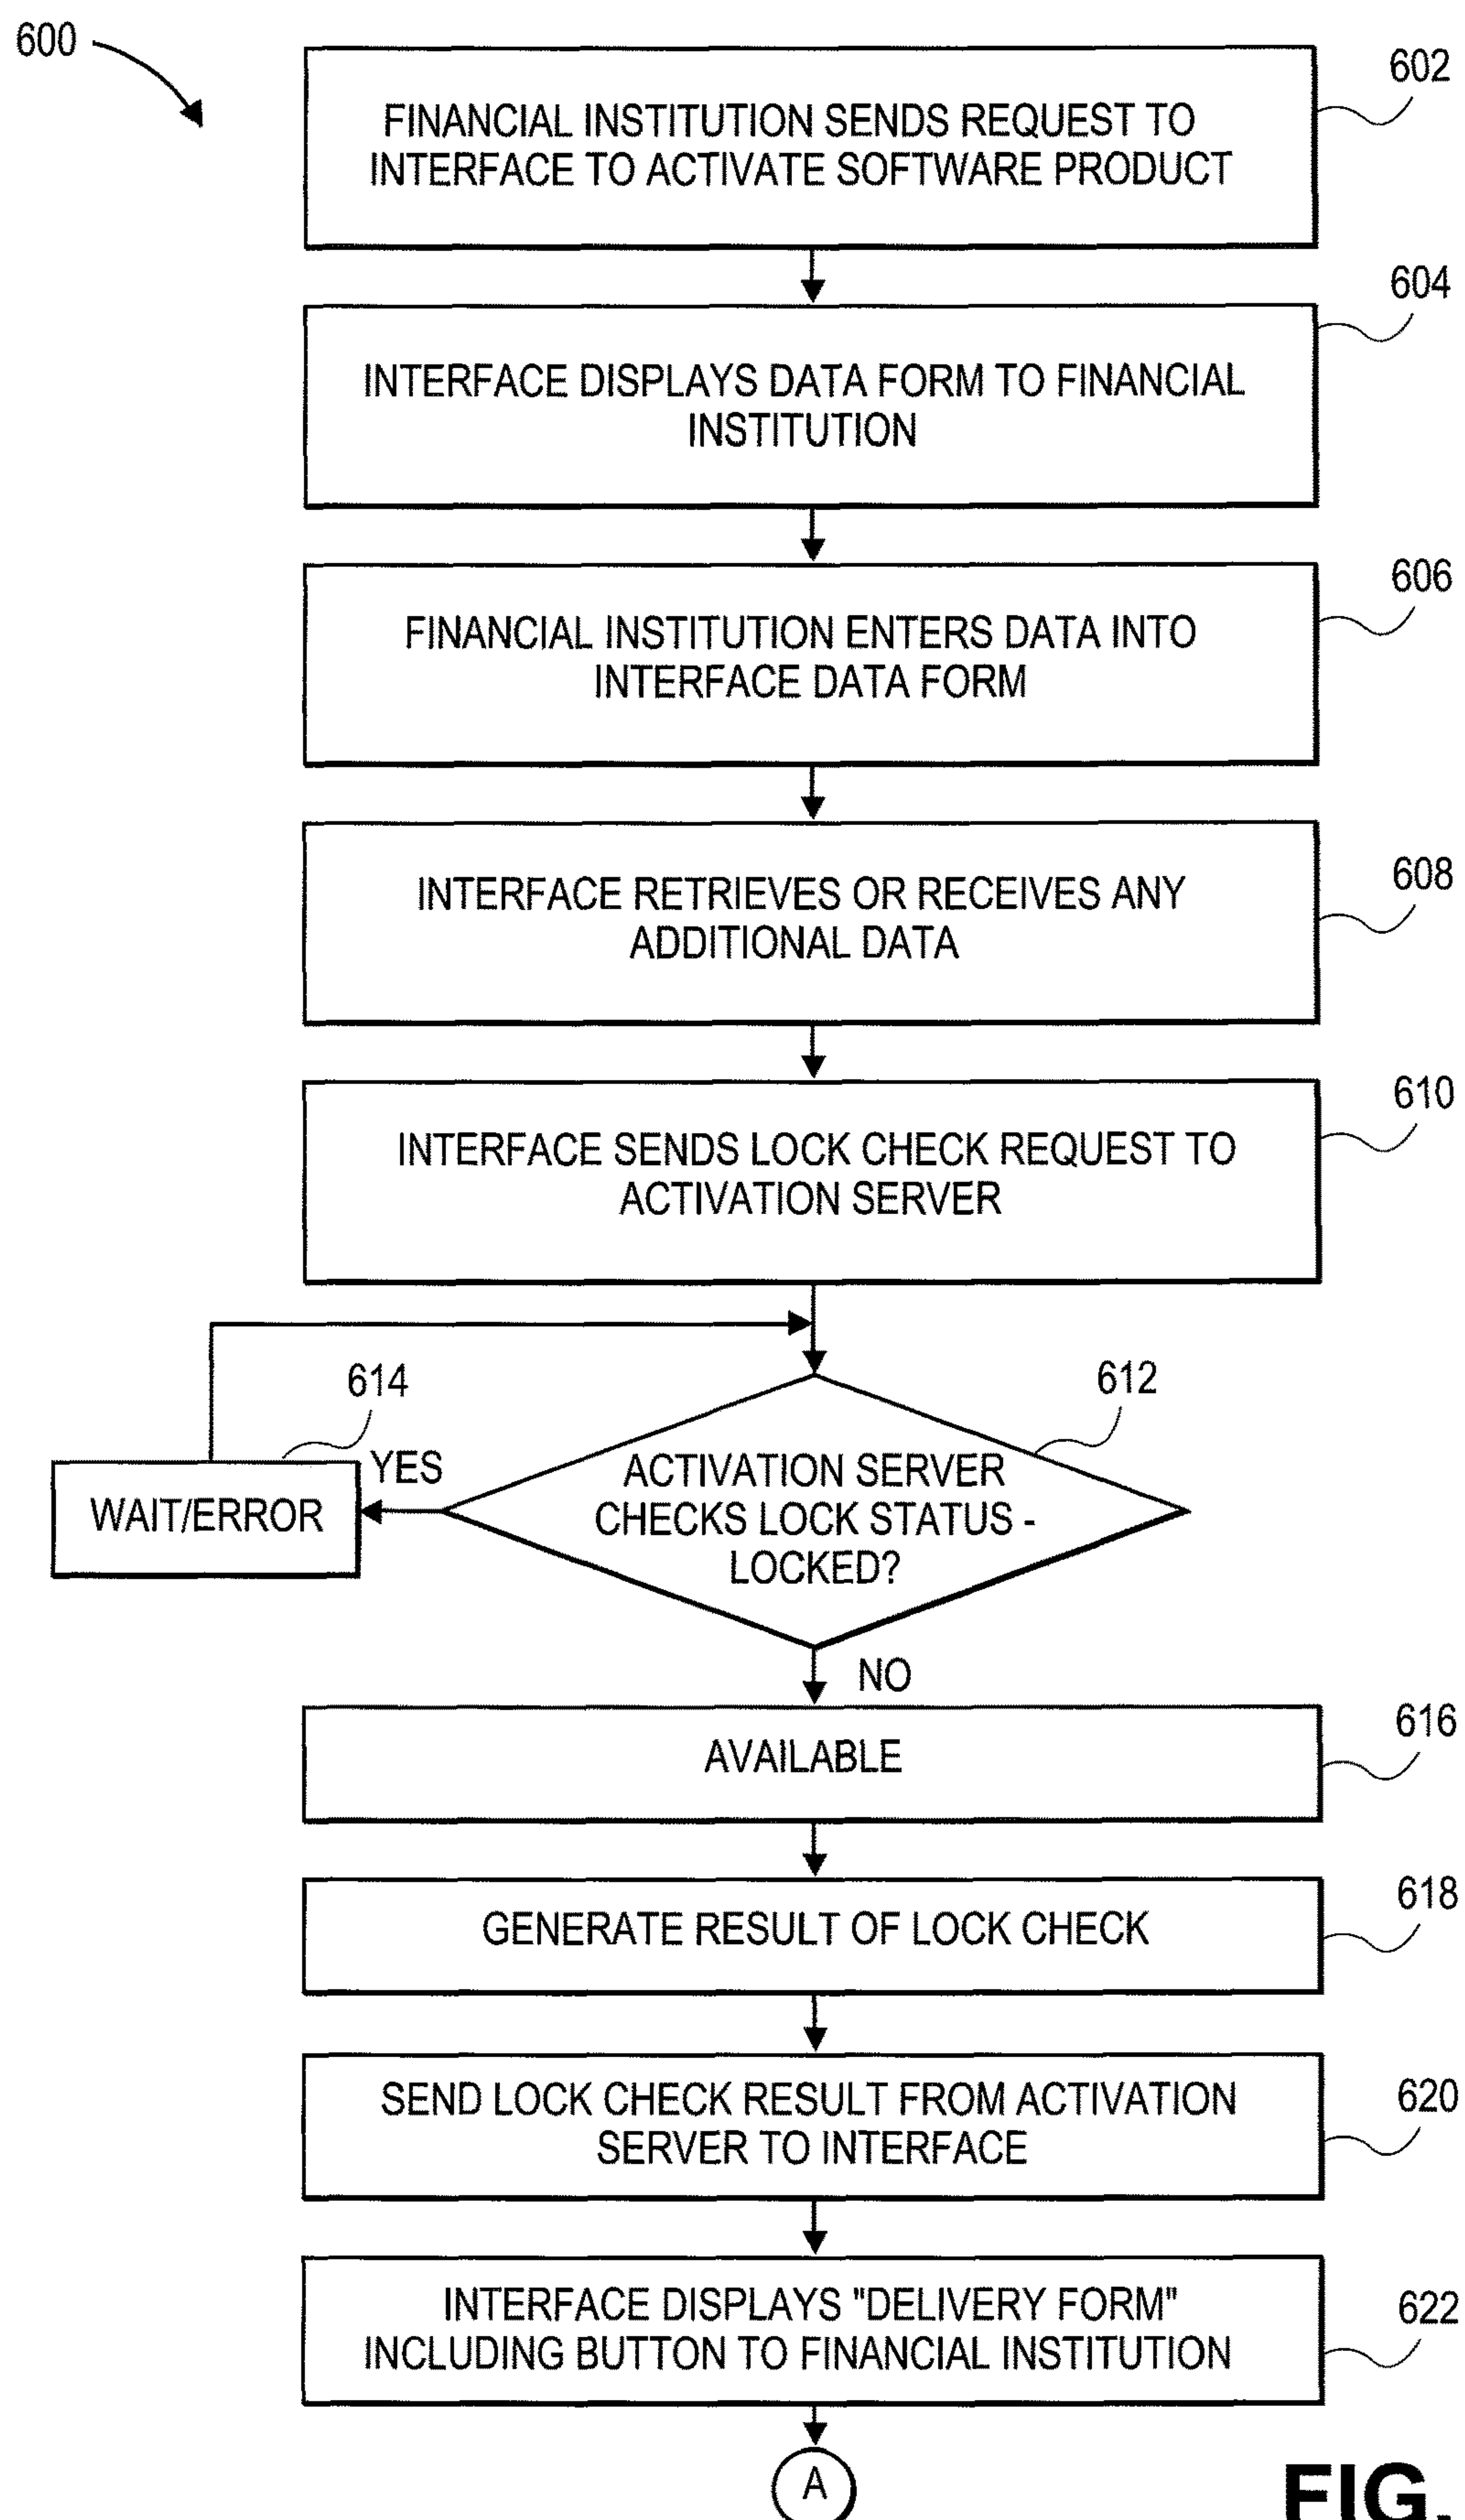 600
602
FINANCIAL INSTITUTION SENDS REQUEST TO
INTERFACE TO ACTIVATE SOFTWARE PRODUCT
604
INTERFACE DISPLAYS DATA FORM TO FINANCIAL
INSTITUTION
606
FINANCIAL INSTITUTION ENTERS DATA INTO
INTERFACE DATA FORM
608
INTERFACE RETRIEVES OR RECEIVES ANY
ADDITIONAL DATA
610
INTERFACE SENDS LOCK CHECK REQUEST TO
ACTIVATION SERVER
614
612
YES
WAIT/ERROR
ACTIVATION SERVER
CHECKS LOCK STATUS -
LOCKED?
NO
616
AVAILABLE
618
GENERATE RESULT OF LOCK CHECK
620
SEND LOCK CHECK RESULT FROM ACTIVATION
SERVER TO INTERFACE
622
INTERFACE DISPLAYS "DELIVERY FORM"
INCLUDING BUTTON TO FINANCIAL INSTITUTION
A
FIG.